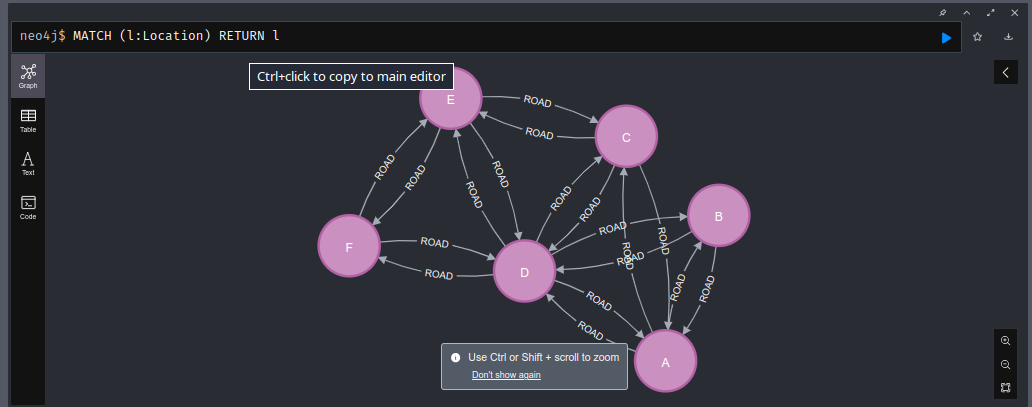 neo4j$ MATCH (l:Location) RETURN l
Graph
Table
Text
Code
Ctrl+click to copy to main editor
E
ROAD
ROAD
C
ROAD
ROAD
ROAD
ROAD
ROAD
ROAD
B
ROAD
ROAD
ROAD
ROAD
F
ROAD
ROAD
D
ROAD
ROAD
ROAD
ROAD
ROAD
ROAD
A
Use Ctrl or Shift + scroll to zoom
Don't show again